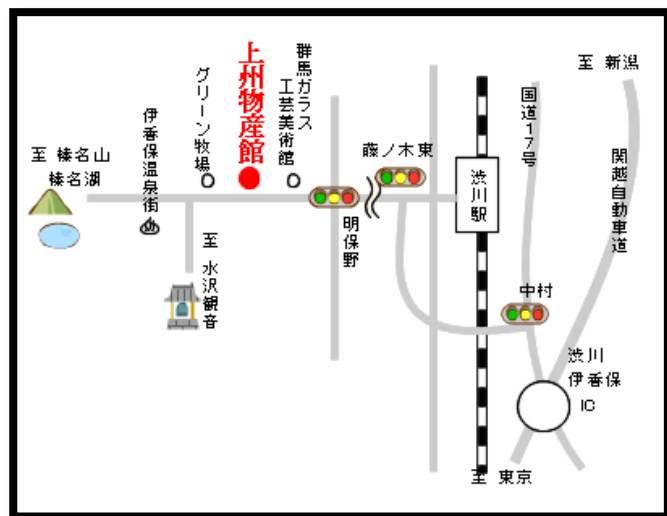 至 新潟
国道17号
関越自動車道
群馬ガラス
工芸美術館
上州物産館
グリーン牧場
伊香保温泉街
至 榛名山
榛名湖
藤ノ木東
渋川駅
明保野
至 水沢観音
中村
渋川
伊香保
IC
至 東京